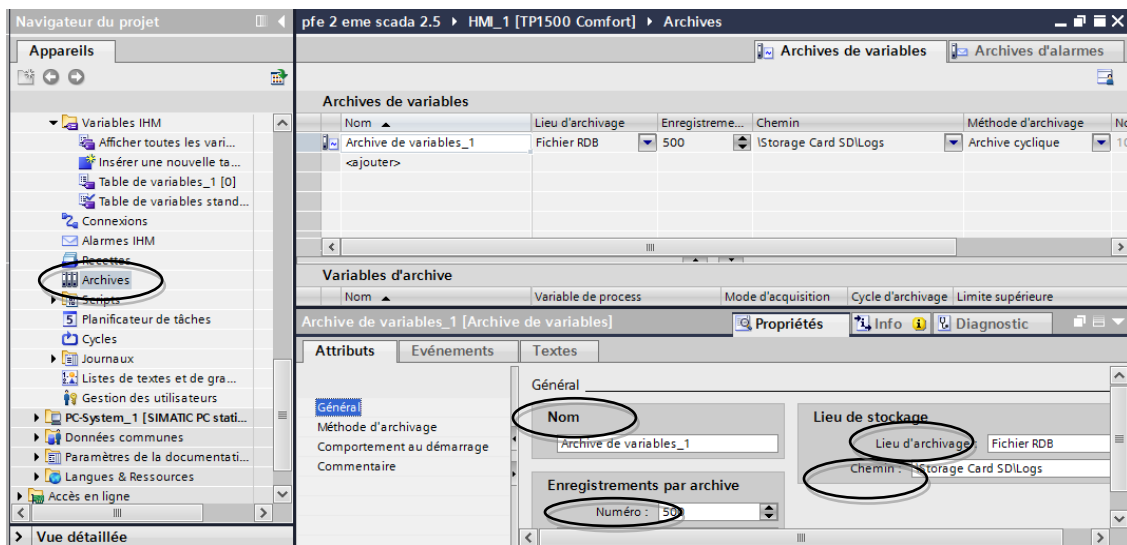 Navigateur du projet
pfe 2 eme scada 2.5 ▸ HMI_1 [TP1500 Comfort] ▸ Archives
Appareils
Archives de variables
Archives d'alarmes
Archives de variables
Nom Lieu d'archivage Enregistreme... Chemin Méthode d'archivage
Archive de variables_1 Fichier RDB 500 \Storage Card SD\Logs Archive cyclique
<ajouter>
Variables IHM
Afficher toutes les vari...
Insérer une nouvelle ta...
Table de variables_1 [0]
Table de variables stand...
Connexions
Alarmes IHM
Recettes
Archives
Scripts
Planificateur de tâches
Cycles
Journaux
Listes de textes et de gra...
Gestion des utilisateurs
PC-System_1 [SIMATIC PC stati...
Données communes
Paramètres de la documentati...
Langues & Ressources
Accès en ligne
Vue détaillée
Variables d'archive
Nom Variable de process Mode d'acquisition Cycle d'archivage Limite supérieure
Archive de variables_1 [Archive de variables]
Propriétés
Info
Diagnostic
Attributs
Evénements
Textes
Général
Méthode d'archivage
Comportement au démarrage
Commentaire
Général
Nom
Archive de variables_1
Enregistrements par archive
Numéro : 500
Lieu de stockage
Lieu d'archivage : Fichier RDB
Chemin : \Storage Card SD\Logs